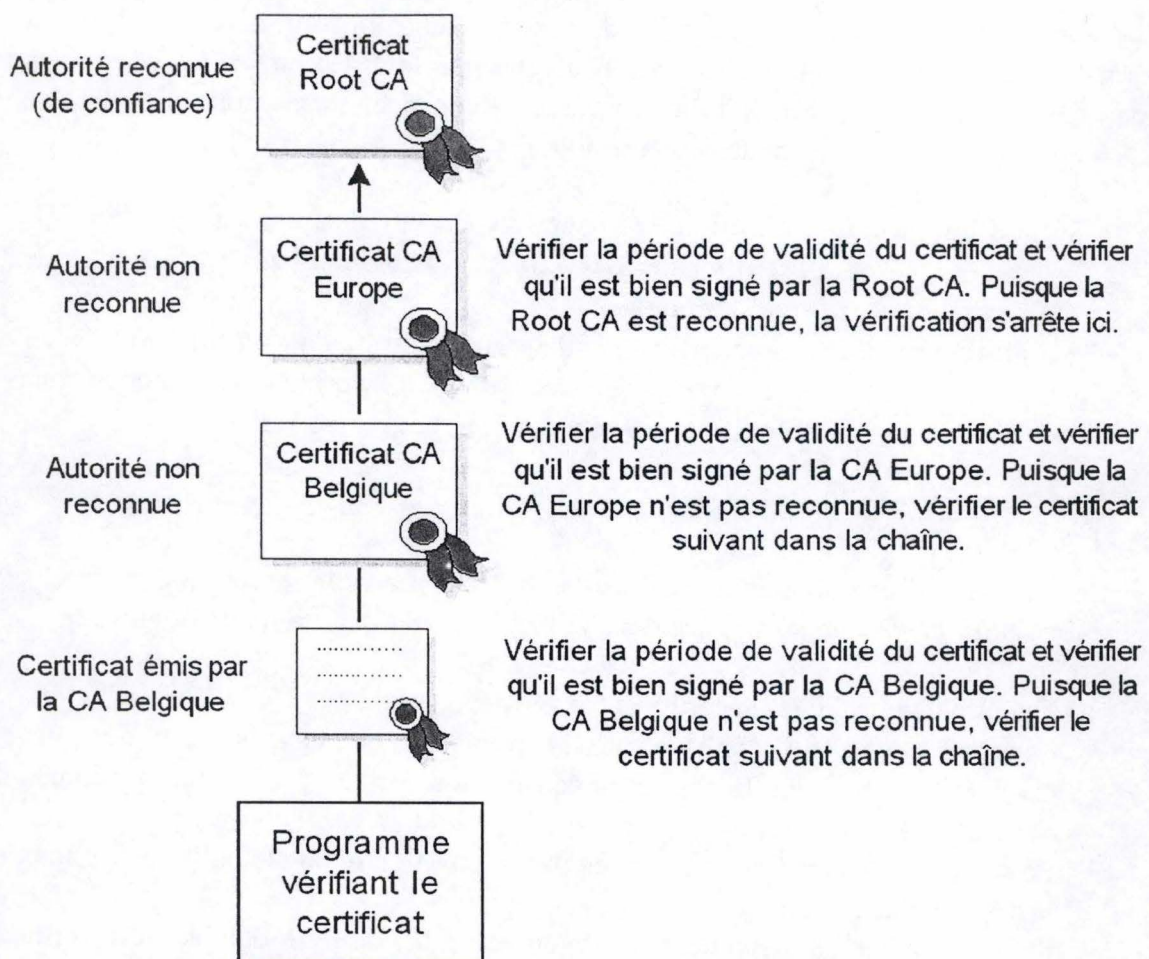 Certificat
Root CA
Autorité reconnue
(de confiance)
Certificat CA
Europe
Autorité non
reconnue
Vérifier la période de validité du certificat et vérifier
qu'il est bien signé par la Root CA. Puisque la
Root CA est reconnue, la vérification s'arrête ici.
Certificat CA
Belgique
Autorité non
reconnue
Vérifier la période de validité du certificat et vérifier
qu'il est bien signé par la CA Europe. Puisque la
CA Europe n'est pas reconnue, vérifier le certificat
suivant dans la chaîne.
Certificat émis par
la CA Belgique
Vérifier la période de validité du certificat et vérifier
qu'il est bien signé par la CA Belgique. Puisque la
CA Belgique n'est pas reconnue, vérifier le
certificat suivant dans la chaîne.
Programme
vérifiant le
certificat